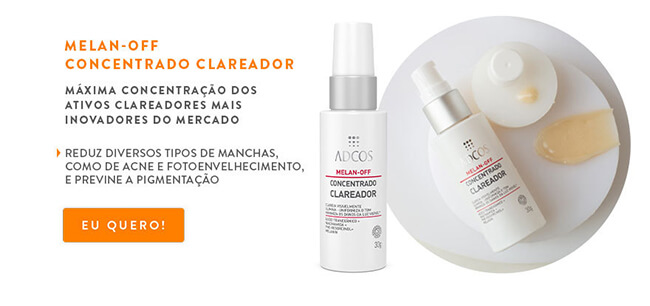 MELAN-OFF
CONCENTRADO CLAREADOR
MÁXIMA CONCENTRAÇÃO DOS
ATIVOS CLAREADORES MAIS
INOVADORES DO MERCADO
REDUZ DIVERSOS TIPOS DE MANCHAS,
COMO DE ACNE E FOTOENVELHECIMENTO,
E PREVINE A PIGMENTAÇÃO
EU QUERO!
ADCOS
MELAN-OFF
CONCENTRADO
CLAREADOR
30g
ADCOS
MELAN-OFF
CONCENTRADO
CLAREADOR
30g